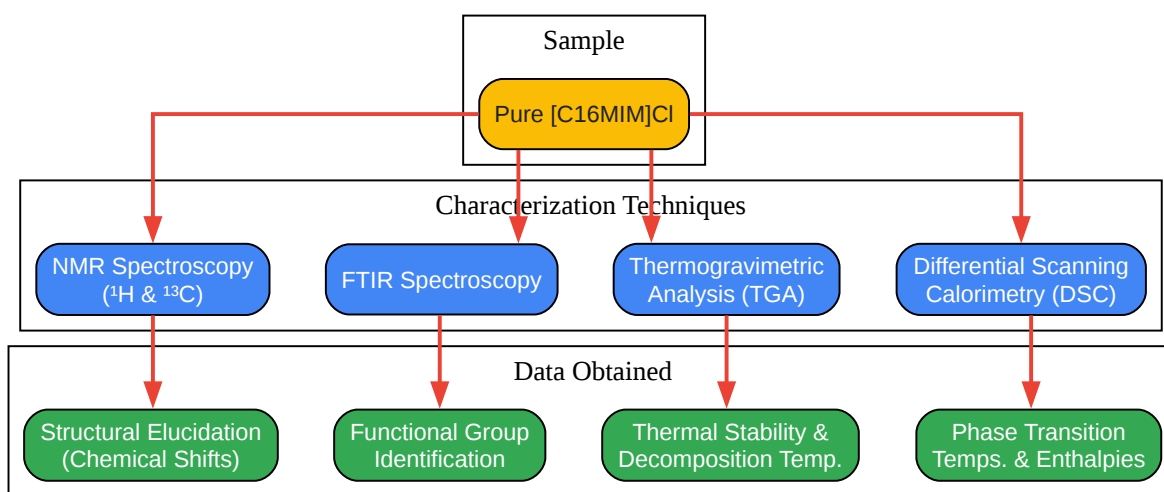 Sample
Pure [C16MIM]Cl
Characterization Techniques
NMR Spectroscopy
(¹H & ¹³C)
FTIR Spectroscopy
Thermogravimetric
Analysis (TGA)
Differential Scanning
Calorimetry (DSC)
Data Obtained
Structural Elucidation
(Chemical Shifts)
Functional Group
Identification
Thermal Stability &
Decomposition Temp.
Phase Transition
Temps. & Enthalpies